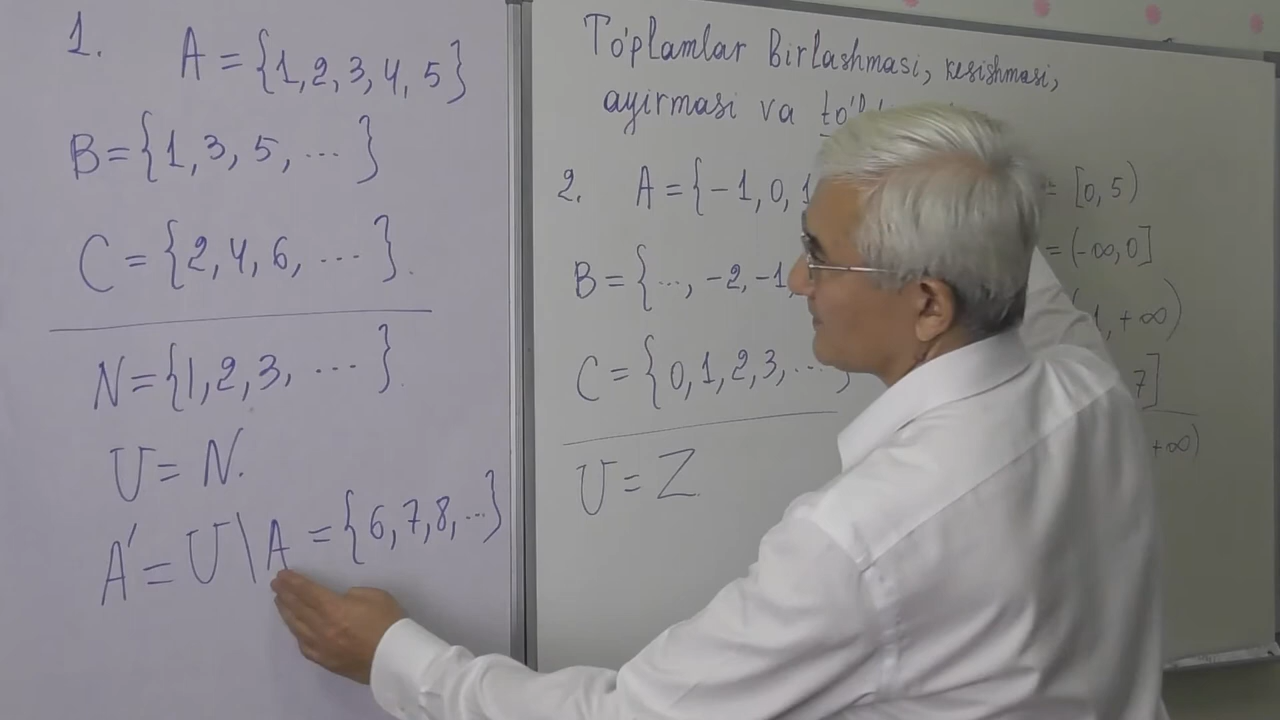 1. A = {1, 2, 3, 4, 5}
B = {1, 3, 5, ... }
C = {2, 4, 6, ... }.
N = {1, 2, 3, ... }.
U = N.
A' = U \ A = {6, 7, 8, ...}
To'plamlar Birlashmasi, kesishmasi,
ayirmasi va
2. A = {-1, 0, 1
B = {..., -2, -1,
C = {0, 1, 2, 3, ... }
U = Z.
= [0, 5)
= (-∞, 0]
1, +∞)
7]
+∞)